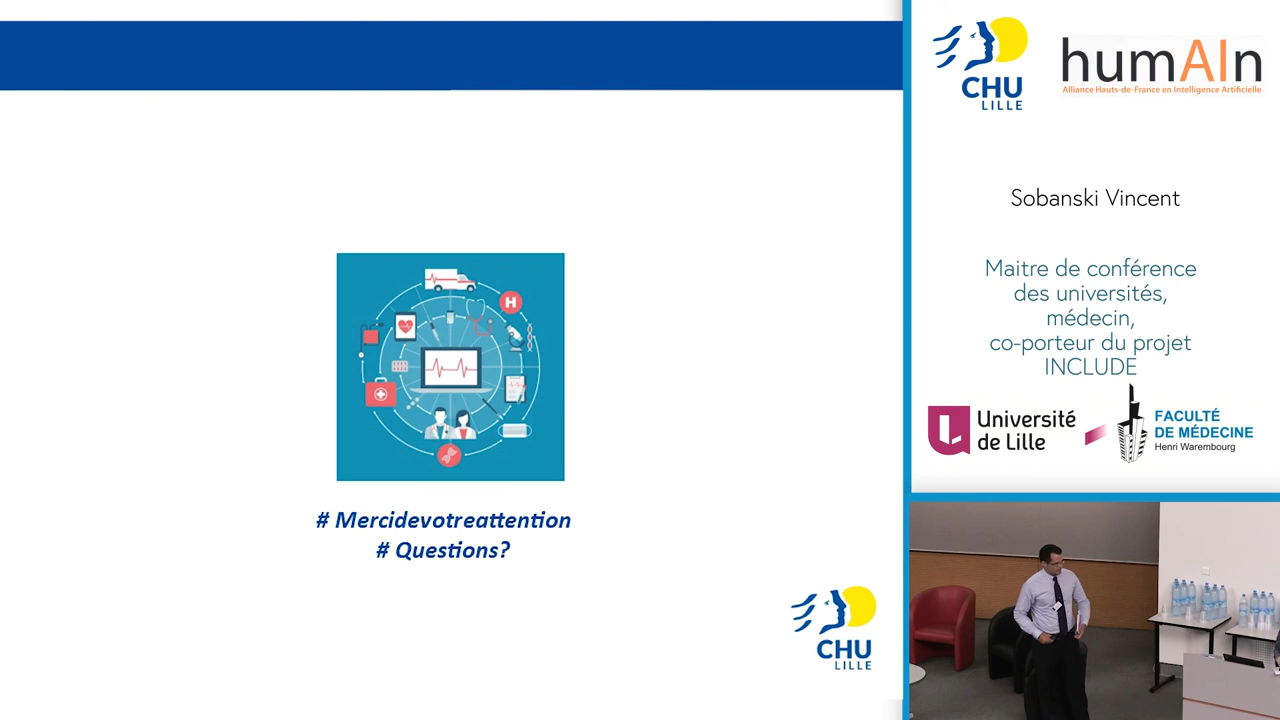 H
# Mercidevotreattention
# Questions?
CHU
LILLE
CHU
LILLE
humAIn
Alliance Hauts-de-France en Intelligence Artificielle
Sobanski Vincent
Maitre de conférence
des universités,
médecin,
co-porteur du projet
INCLUDE
Université
de Lille
FACULTÉ
DE MÉDECINE
Henri Warembourg